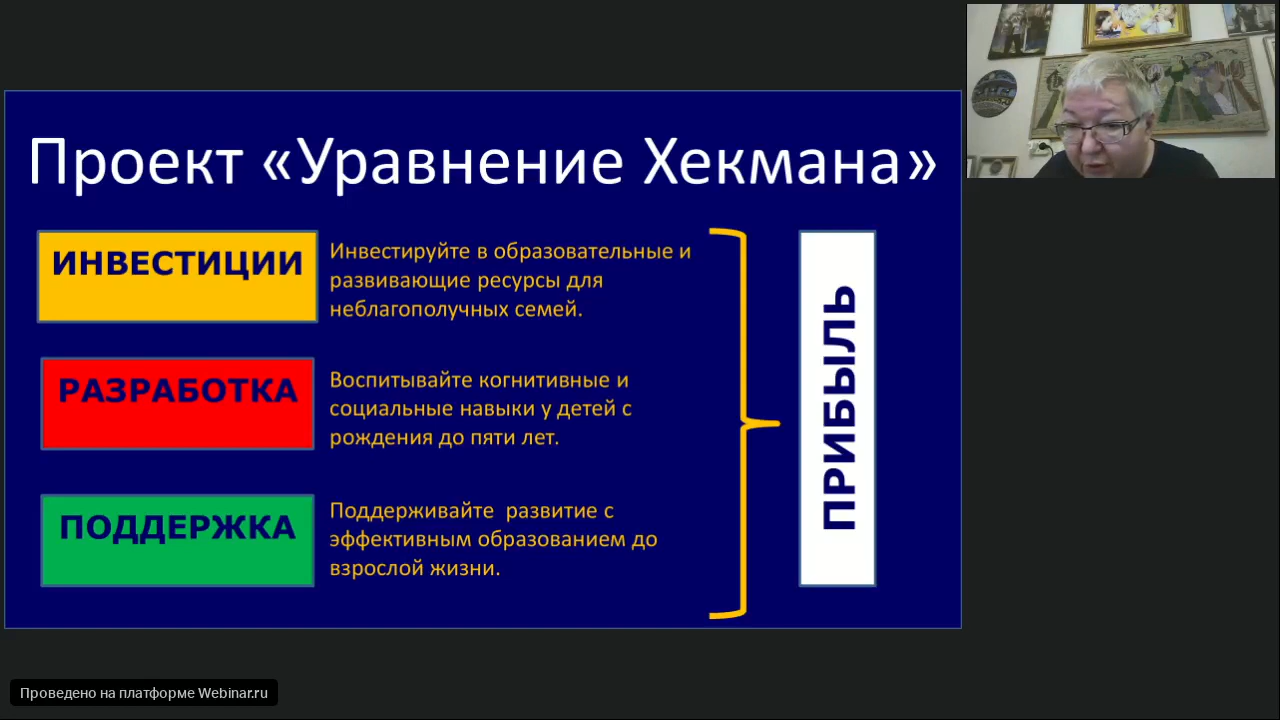 Проект «Уравнение Хекмана»
ИНВЕСТИЦИИ
Инвестируйте в образовательные и
развивающие ресурсы для
неблагополучных семей.
РАЗРАБОТКА
Воспитывайте когнитивные и
социальные навыки у детей с
рождения до пяти лет.
ПОДДЕРЖКА
Поддерживайте развитие с
эффективным образованием до
взрослой жизни.
ПРИБЫЛЬ
Проведено на платформе Webinar.ru